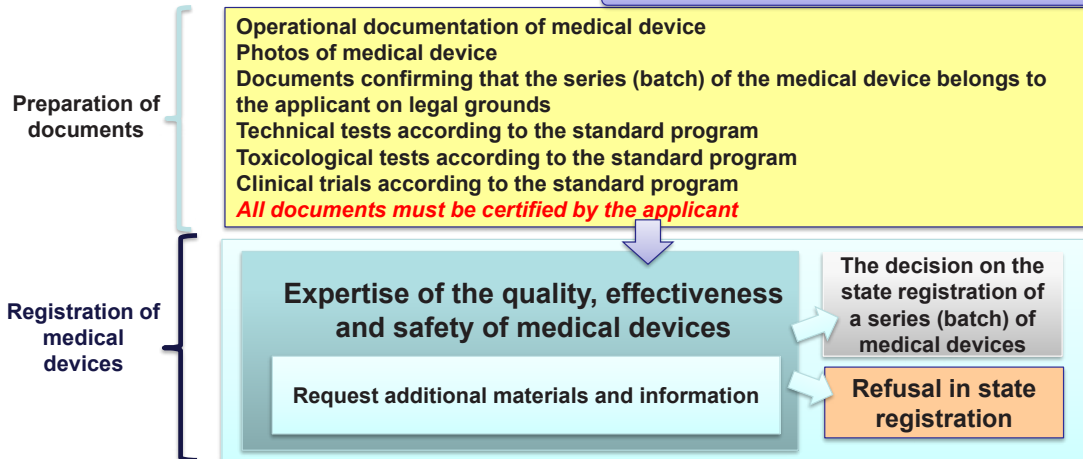 Preparation of
documents
Operational documentation of medical device
Photos of medical device
Documents confirming that the series (batch) of the medical device belongs to
the applicant on legal grounds
Technical tests according to the standard program
Toxicological tests according to the standard program
Clinical trials according to the standard program
All documents must be certified by the applicant
Registration of
medical
devices
Expertise of the quality, effectiveness
and safety of medical devices
Request additional materials and information
The decision on the
state registration of
a series (batch) of
medical devices
Refusal in state
registration